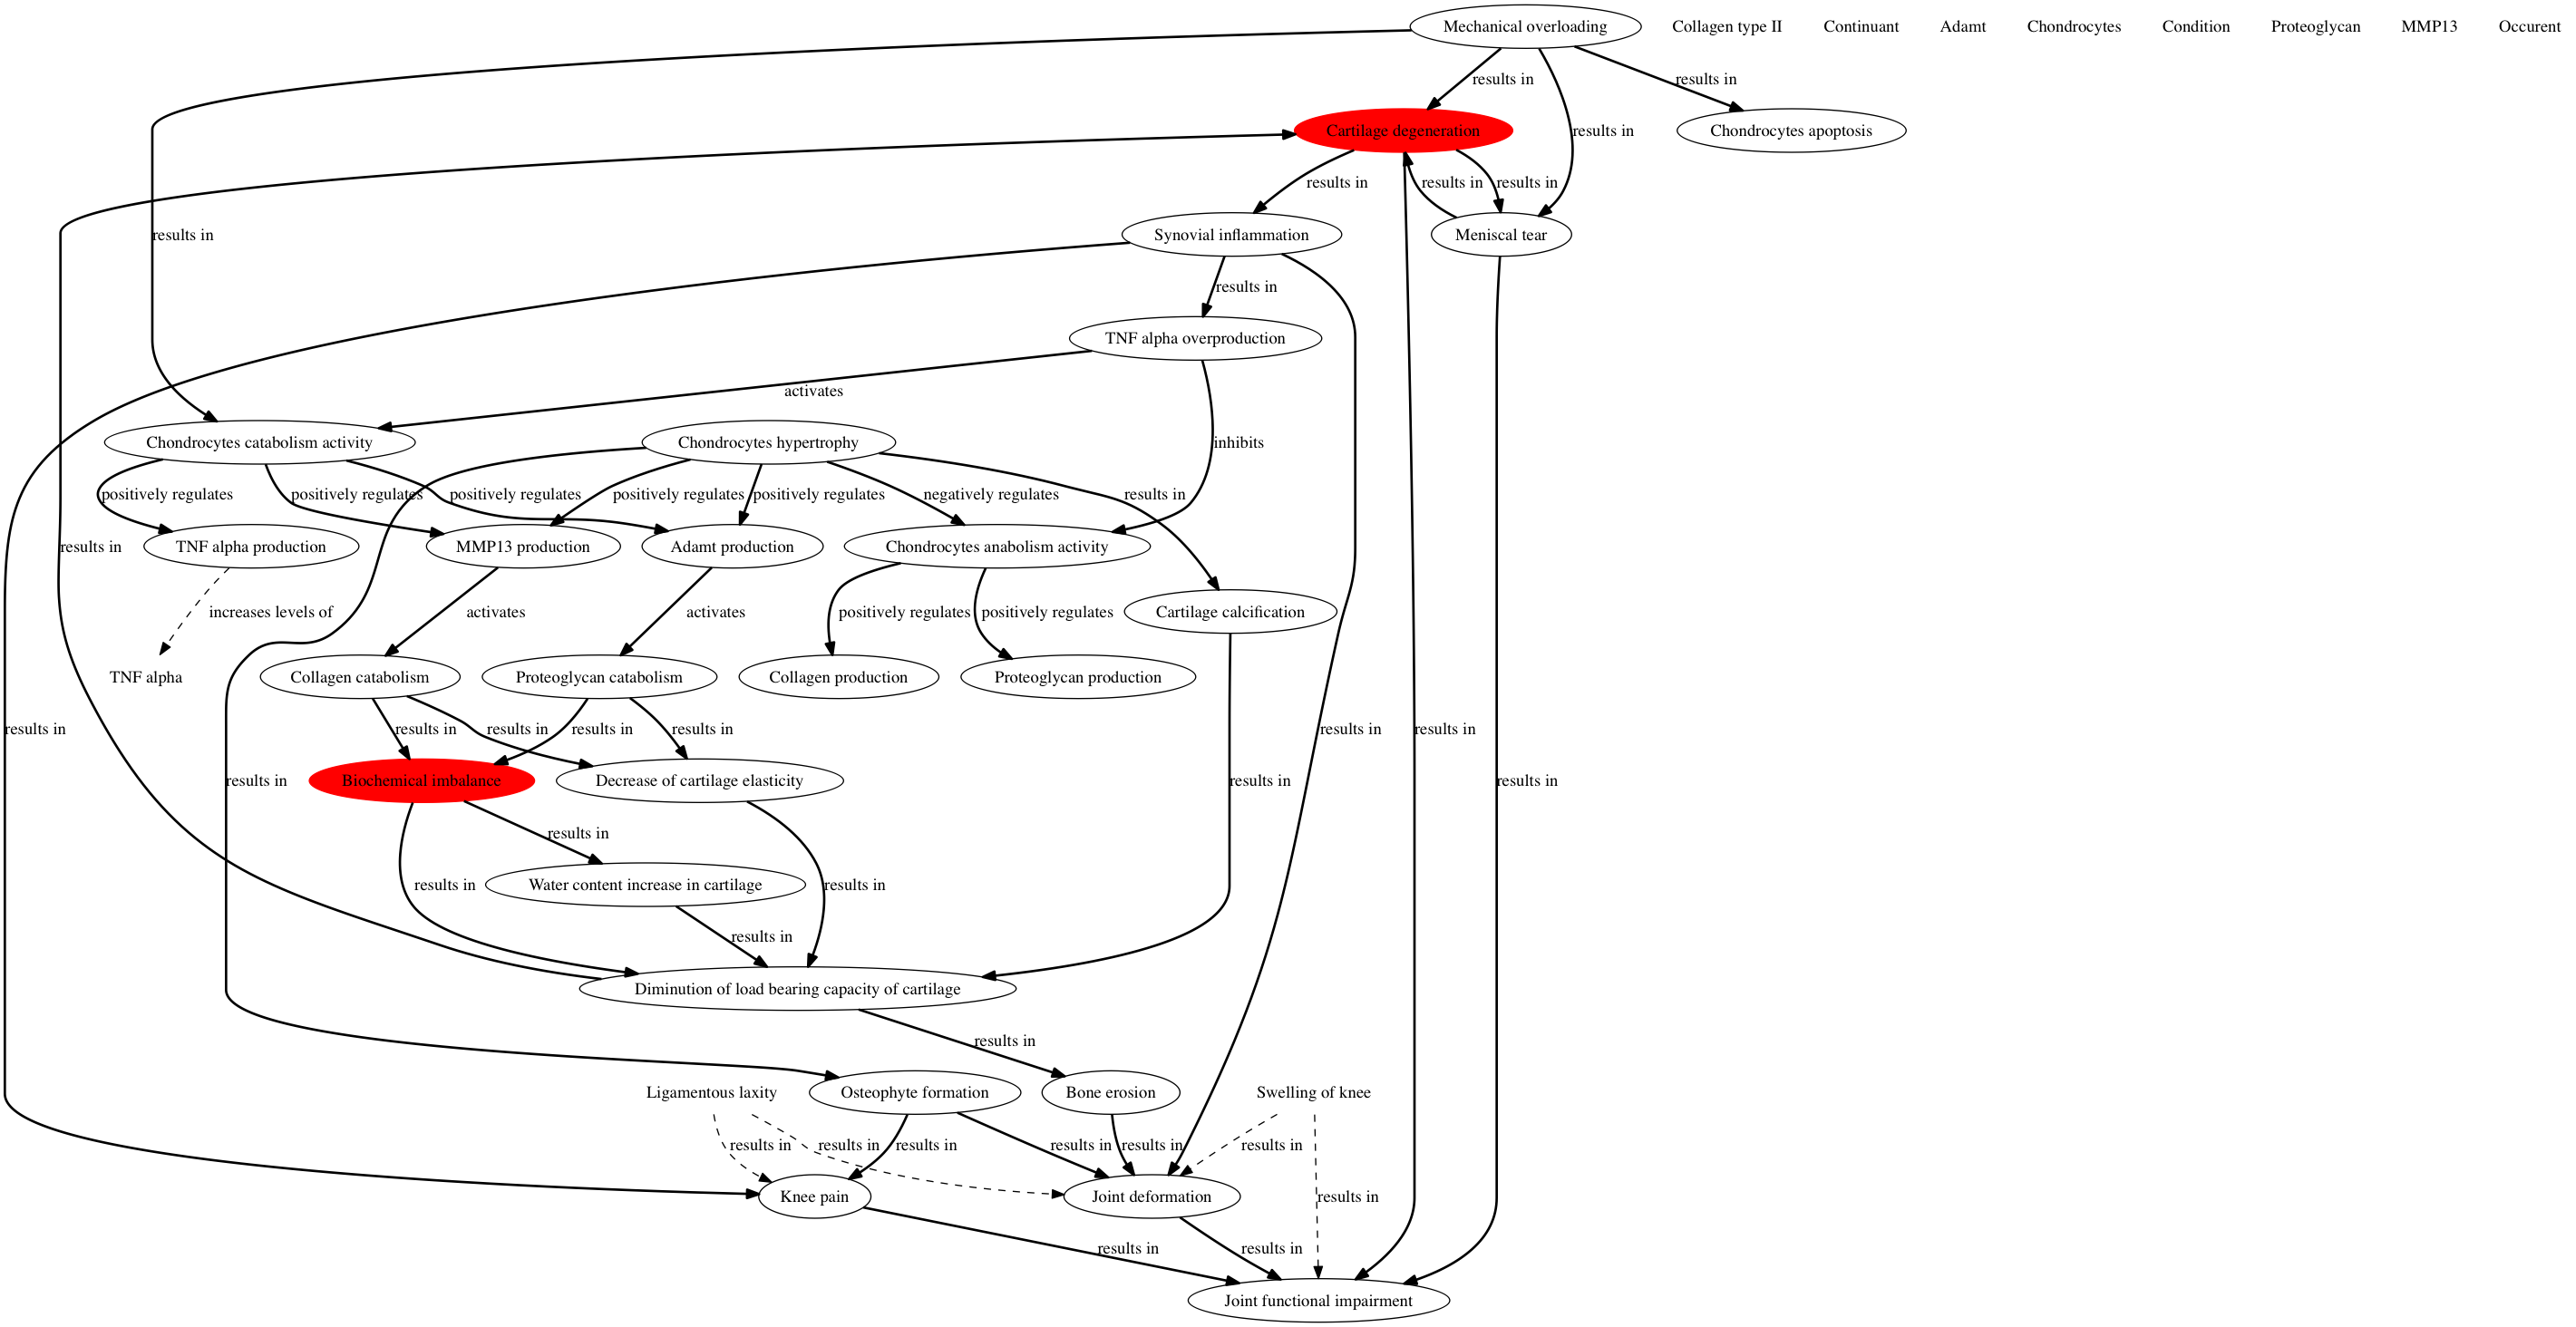 Mechanical overloading
Collagen type II
Continuant
Adamt
Chondrocytes
Condition
Proteoglycan
MMP13
Occurent
results in
results in
Cartilage degeneration
results in
Chondrocytes apoptosis
results in
results in
results in
results in
Synovial inflammation
Meniscal tear
results in
TNF alpha overproduction
activates
Chondrocytes catabolism activity
Chondrocytes hypertrophy
inhibits
positively regulates
positively regulates
positively regulates
positively regulates
positively regulates
negatively regulates
results in
results in
TNF alpha production
MMP13 production
Adamt production
Chondrocytes anabolism activity
increases levels of
activates
activates
positively regulates
positively regulates
Cartilage calcification
TNF alpha
Collagen catabolism
Proteoglycan catabolism
Collagen production
Proteoglycan production
results in
results in
results in
results in
results in
results in
results in
results in
Biochemical imbalance
Decrease of cartilage elasticity
results in
results in
results in
results in
Water content increase in cartilage
results in
results in
Diminution of load bearing capacity of cartilage
results in
Ligamentous laxity
Osteophyte formation
Bone erosion
Swelling of knee
results in
results in
results in
results in
results in
results in
Knee pain
Joint deformation
results in
results in
results in
Joint functional impairment